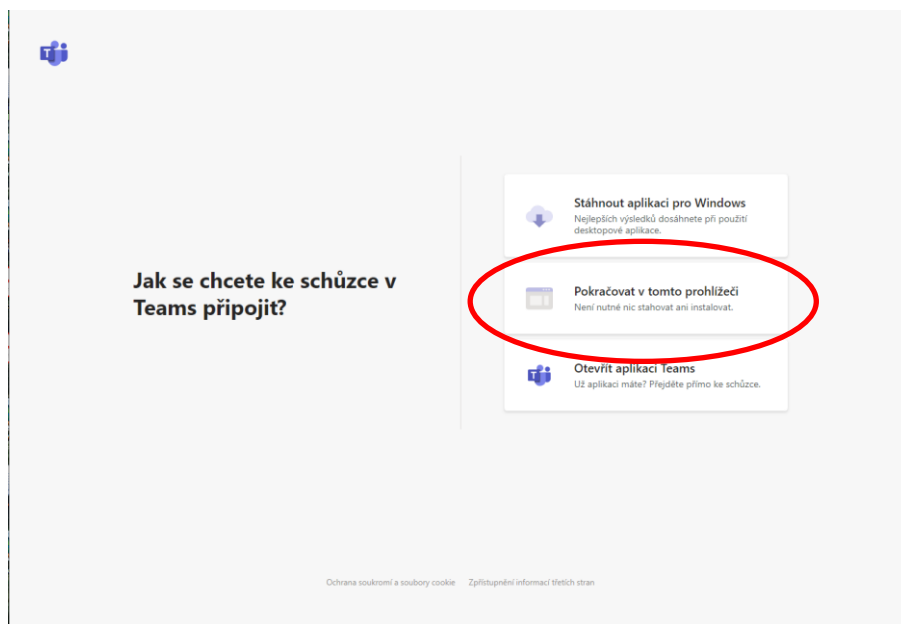 Jak se chcete ke schůzce v
Teams připojit?
Stáhnout aplikaci pro Windows
Nejlepších výsledků dosáhnete při použití
desktopové aplikace.
Pokračovat v tomto prohlížeči
Není nutné nic stahovat ani instalovat.
Otevřít aplikaci Teams
Už aplikaci máte? Přejděte přímo ke schůzce.
Ochrana soukromí a soubory cookie Zpřístupnění informací třetích stran